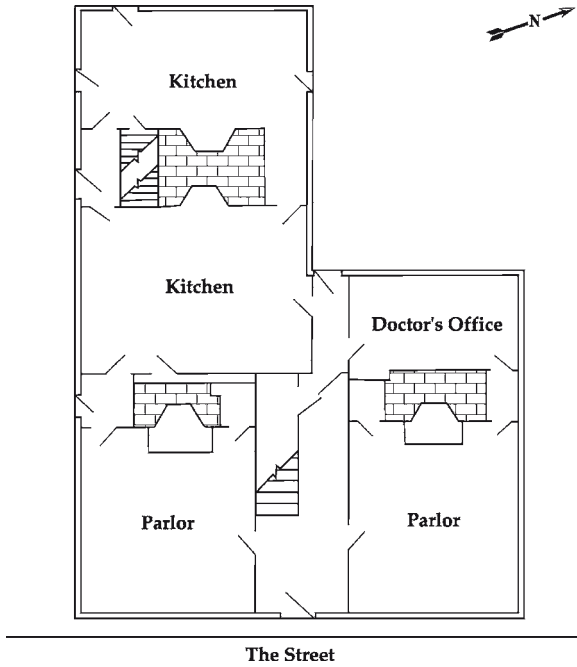 N
Kitchen
Kitchen
Doctor's Office
Parlor
Parlor
The Street